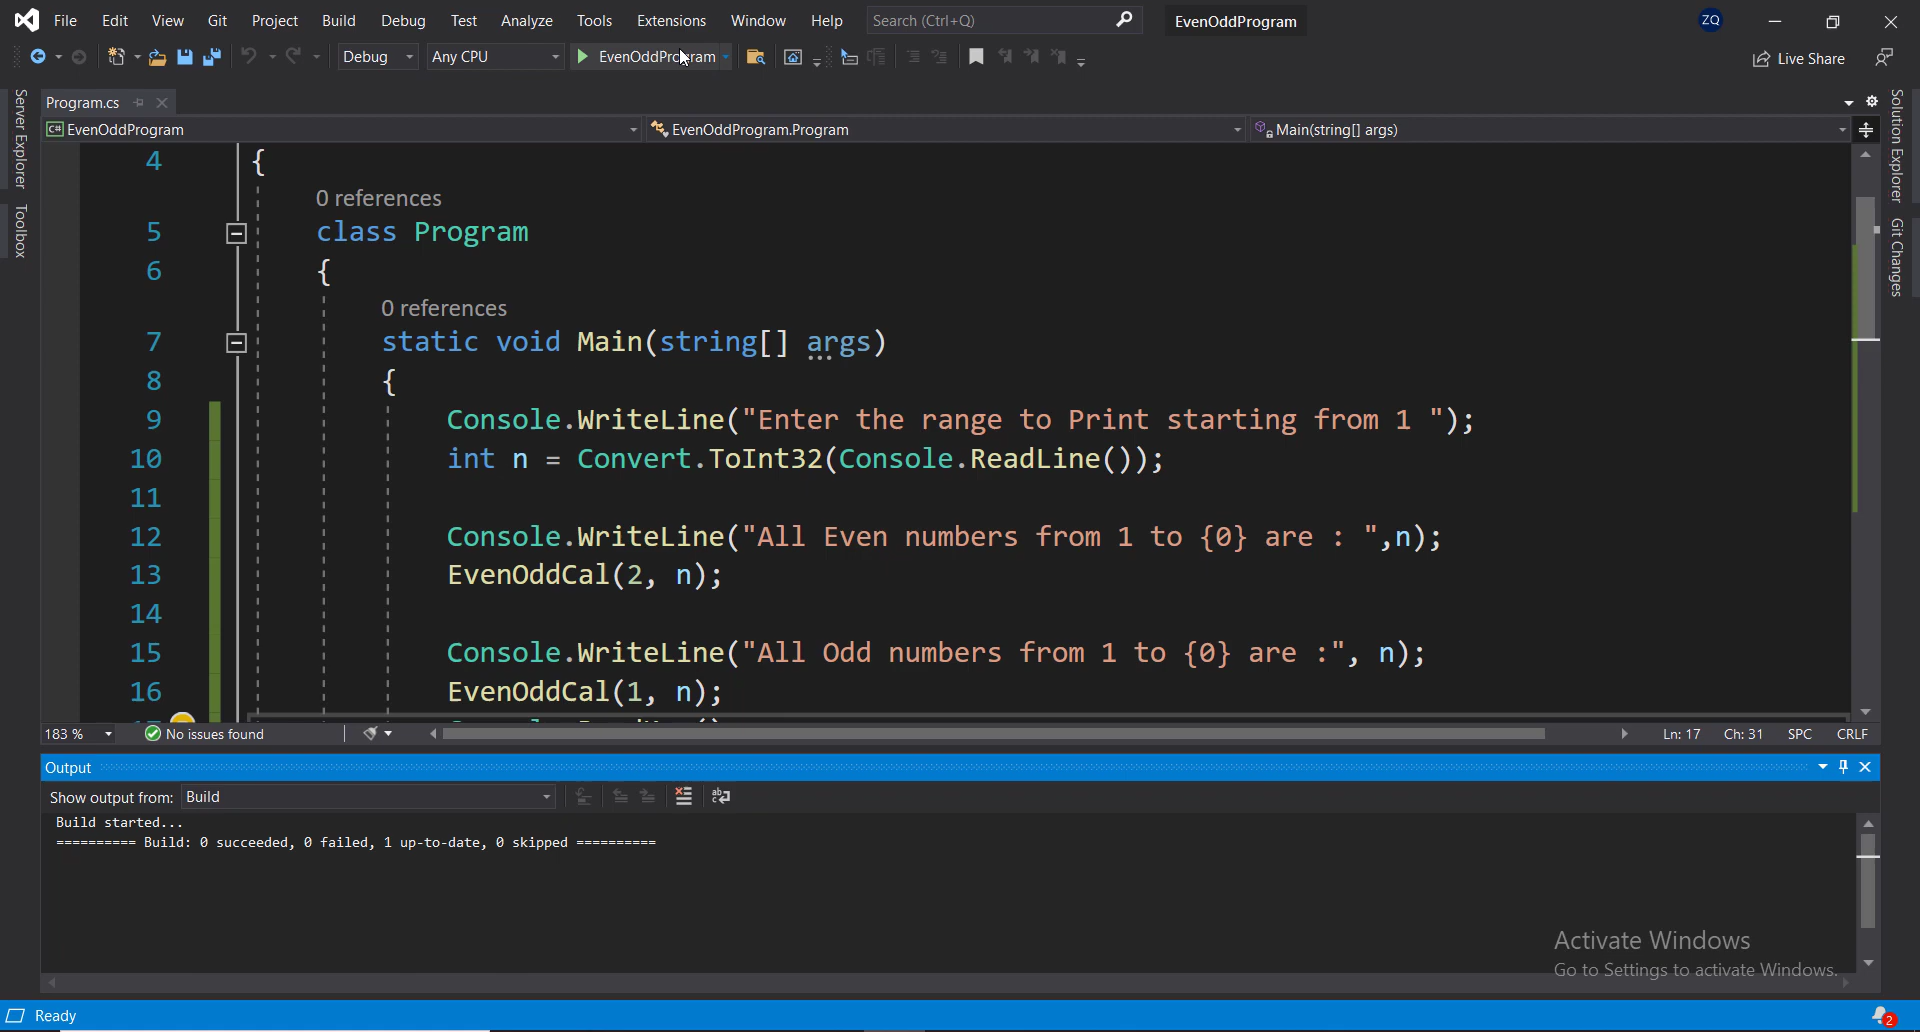 File Edit View Git Project Build Debug Test Analyze Tools Extensions Window Help Search (Ctrl+Q) EvenOddProgram ZQ
Debug Any CPU EvenOddProgram Live Share
Server Explorer
Toolbox
Program.cs
EvenOddProgram EvenOddProgram.Program Main(string[] args)
4 {
0 references
5 class Program
6 {
0 references
7 static void Main(string[] args)
8 {
9 Console.WriteLine("Enter the range to Print starting from 1 ");
10 int n = Convert.ToInt32(Console.ReadLine());
11
12 Console.WriteLine("All Even numbers from 1 to {0} are : ",n);
13 EvenOddCal(2, n);
14
15 Console.WriteLine("All Odd numbers from 1 to {0} are :", n);
16 EvenOddCal(1, n);
Solution Explorer
Git Changes
183 % No issues found Ln: 17 Ch: 31 SPC CRLF
Output
Show output from: Build
Build started...
========== Build: 0 succeeded, 0 failed, 1 up-to-date, 0 skipped ==========
Activate Windows
Go to Settings to activate Windows.
Ready 2